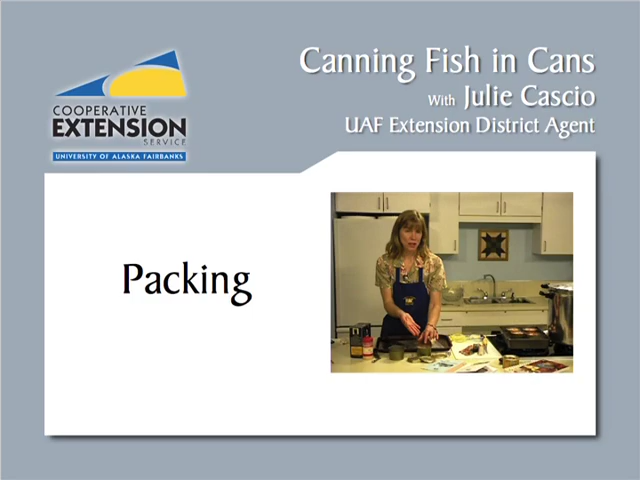 Canning Fish in Cans
With Julie Cascio
UAF Extension District Agent
COOPERATIVE
EXTENSION
SERVICE
UNIVERSITY OF ALASKA FAIRBANKS
Packing